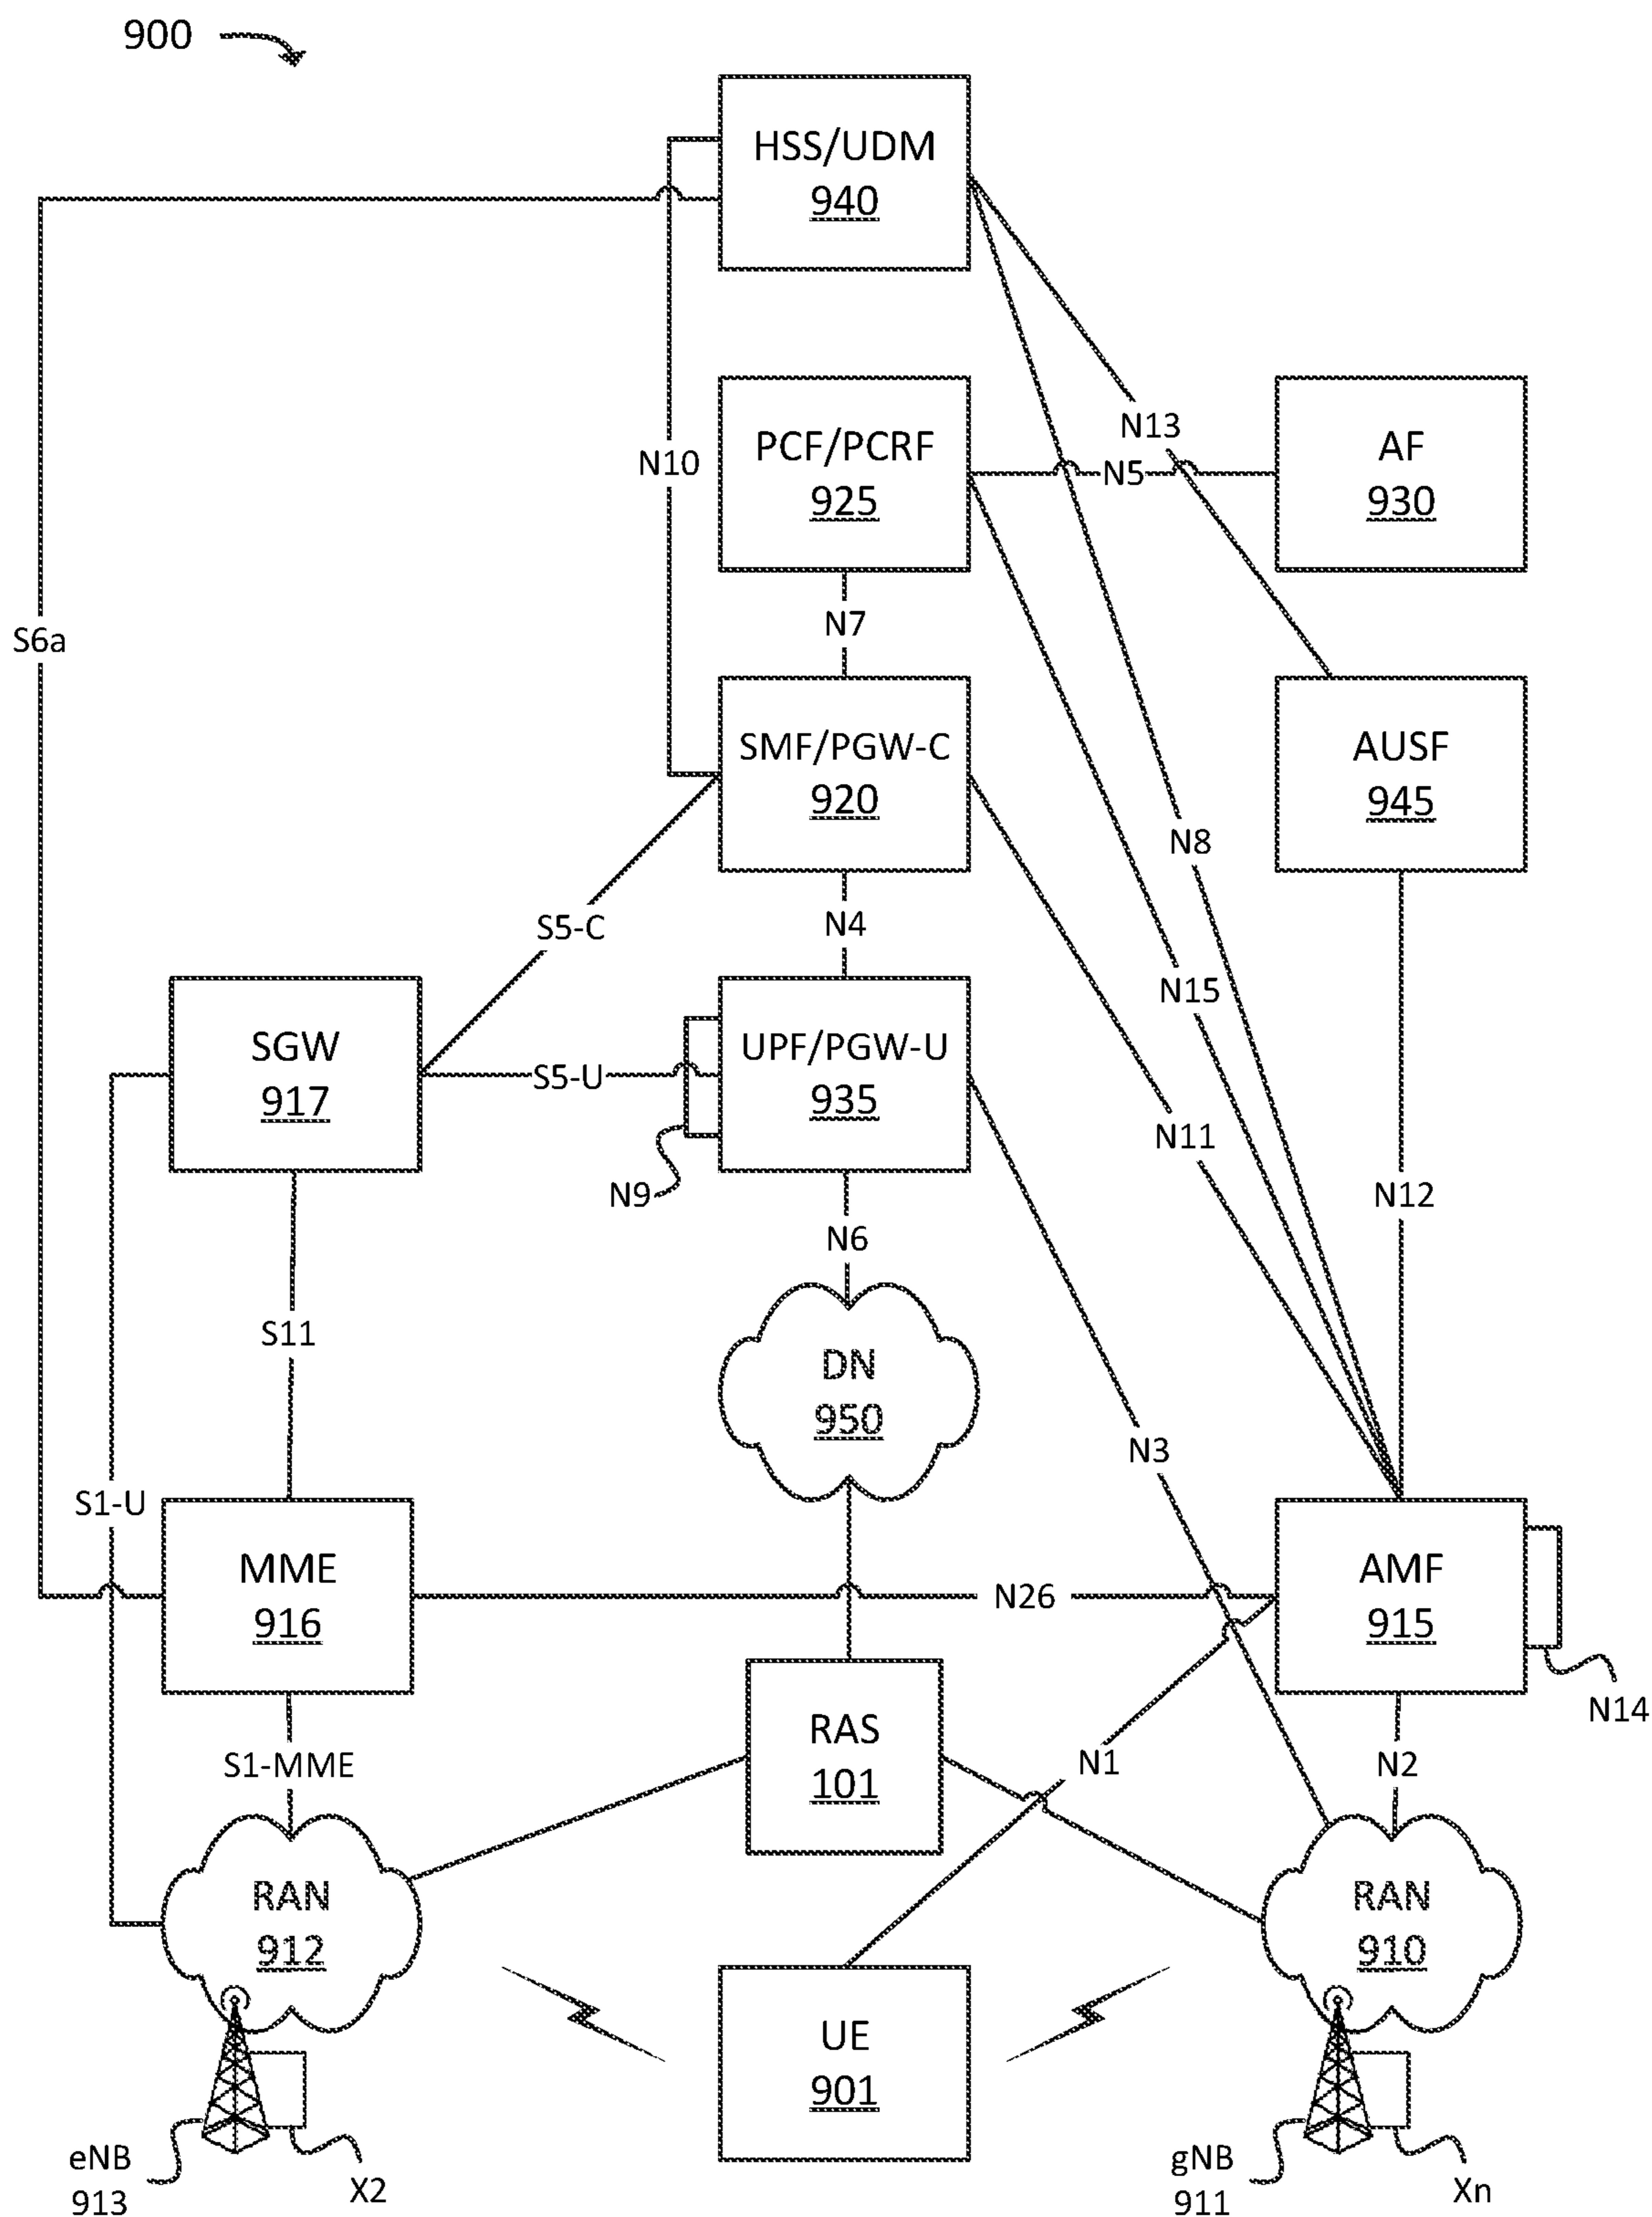 900
HSS/UDM
940
N13
PCF/PCRF
925
N5
AF
930
N10
N7
S6a
SMF/PGW-C
920
AUSF
945
N8
S5-C
N4
N15
SGW
917
S5-U
UPF/PGW-U
935
N11
N9
N12
N6
S11
DN
950
N3
S1-U
MME
916
N26
AMF
915
N14
RAS
101
S1-MME
N1
N2
RAN
912
RAN
910
UE
901
eNB
913
X2
gNB
911
Xn